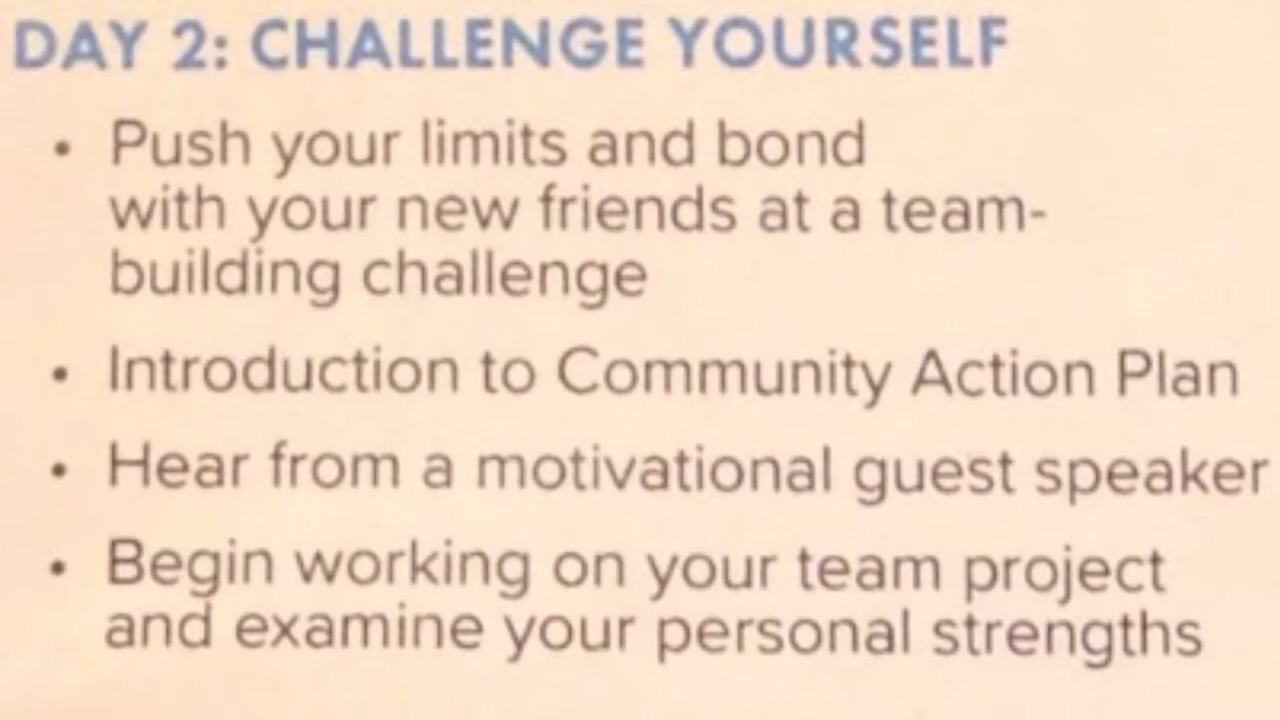 DAY 2: CHALLENGE YOURSELF
• Push your limits and bond
with your new friends at a team-
building challenge
• Introduction to Community Action Plan
• Hear from a motivational guest speaker
• Begin working on your team project
and examine your personal strengths